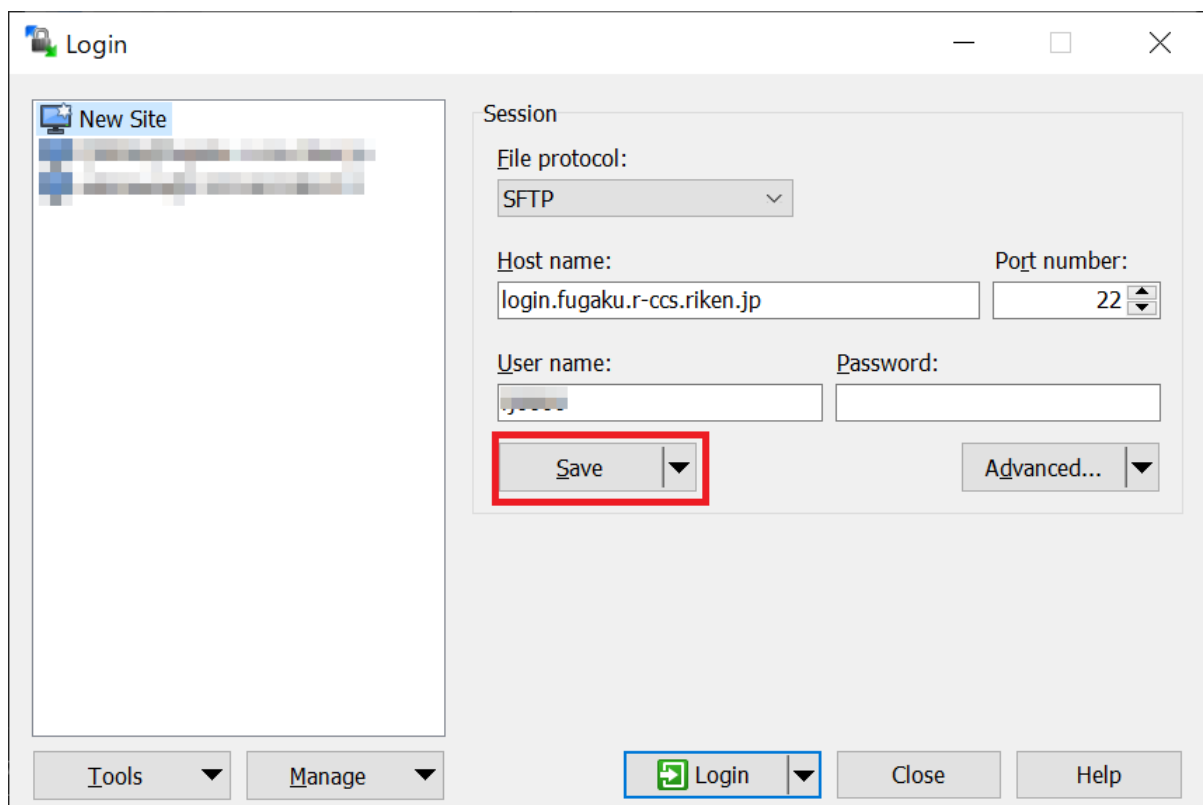 Login
New Site
Session
File protocol:
SFTP
Host name:
Port number:
login.fugaku.r-ccs.riken.jp
22
User name:
Password:
Save
Advanced...
Tools
Manage
Login
Close
Help